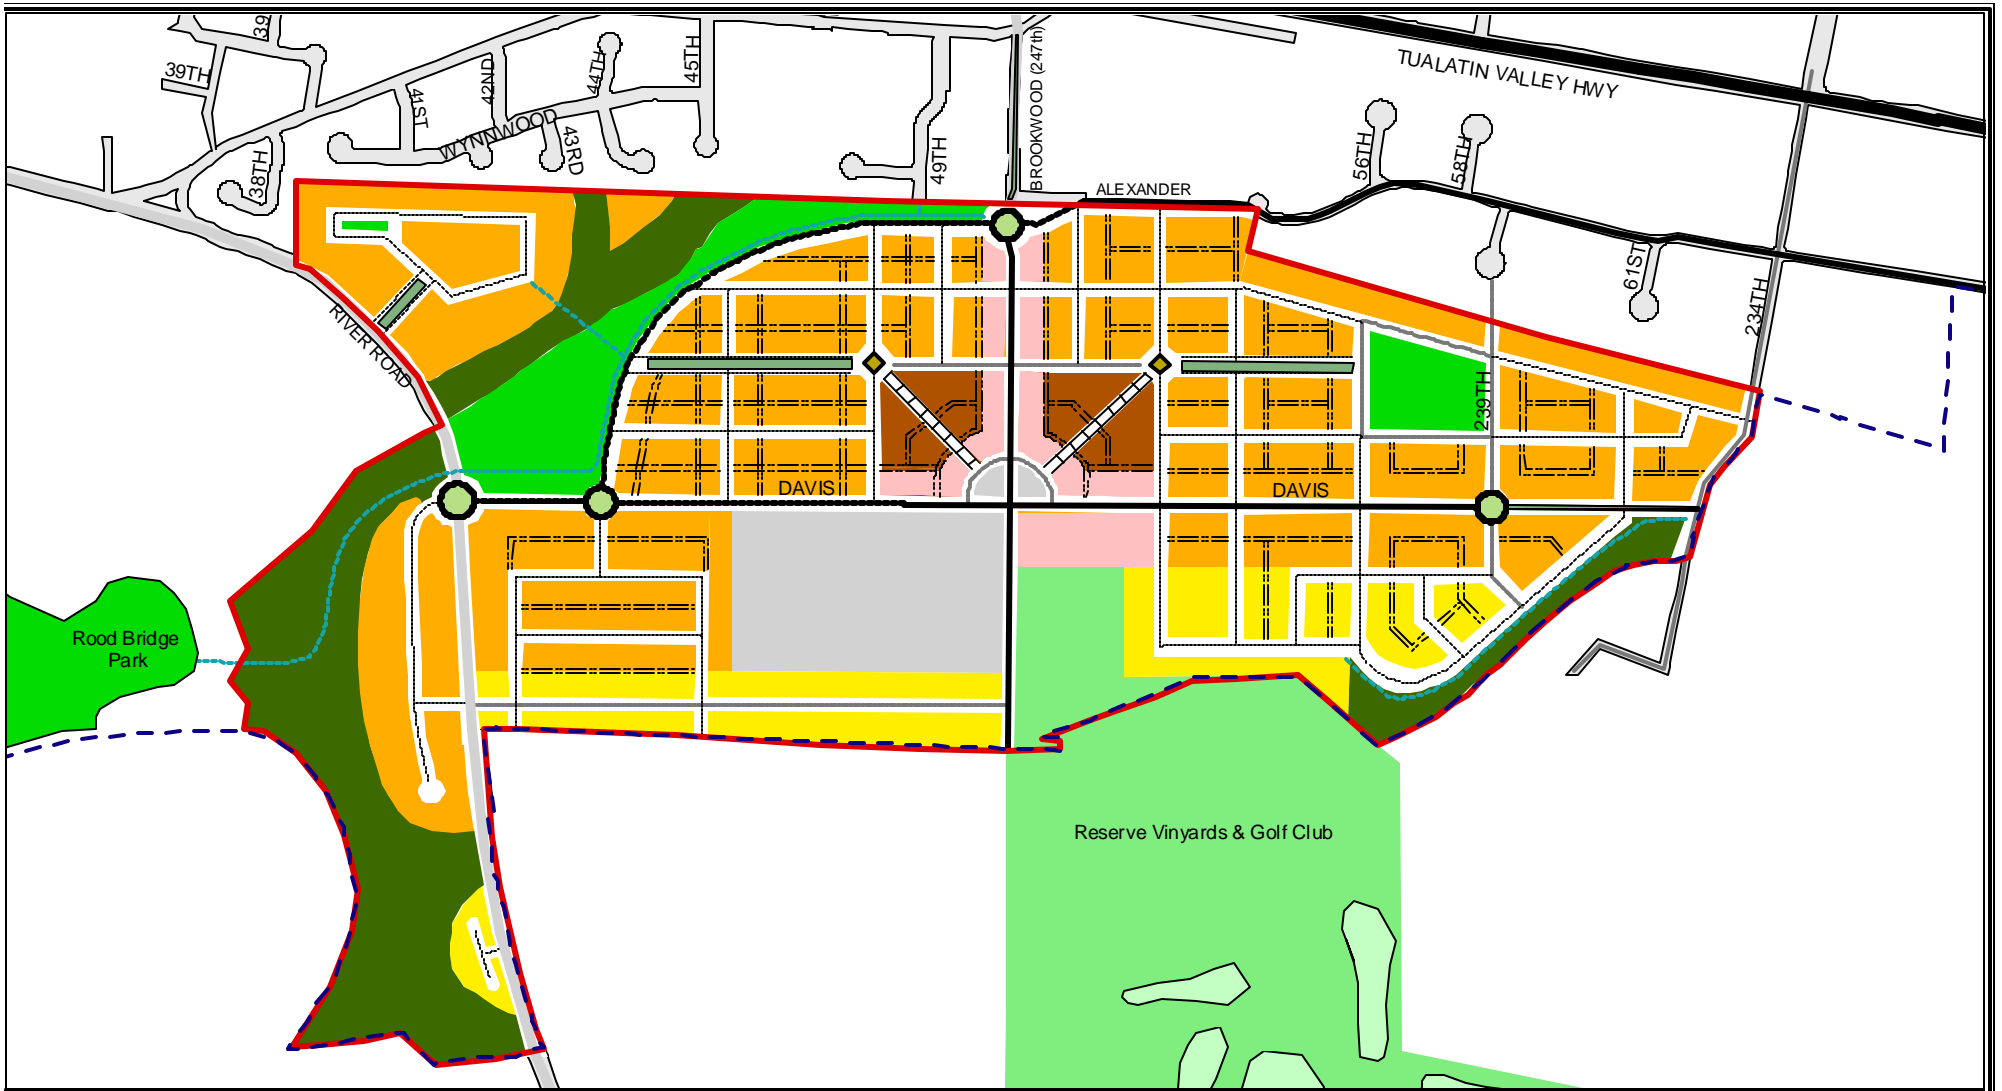 39
39TH
41ST
42ND
44TH
45TH
WYNNWOOD
43RD
38TH
49TH
BROOKWOOD (247th)
ALEXANDER
TUALATIN VALLEY HWY
56TH
58TH
61ST
234TH
RIVER ROAD
239TH
DAVIS
DAVIS
Rood Bridge
Park
Reserve Vinyards & Golf Club